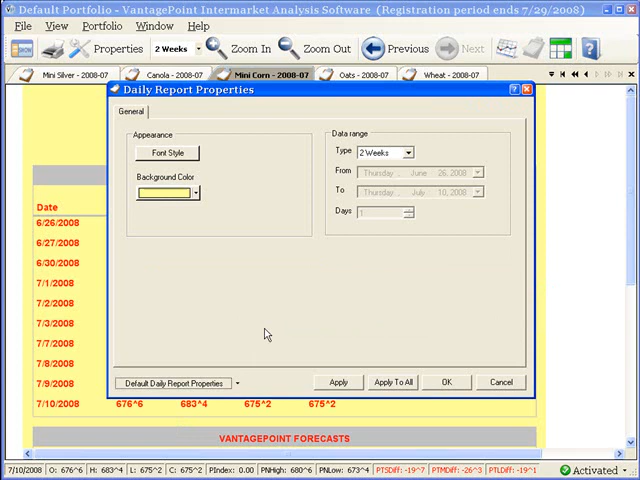 Default Portfolio - VantagePoint Intermarket Analysis Software (Registration period ends 7/29/2008)
File View Portfolio Window Help
Properties 2 Weeks Zoom In Zoom Out Previous Next
Mini Silver - 2008-07 Canola - 2008-07 Mini Corn - 2008-07 Oats - 2008-07 Wheat - 2008-07
Daily Report Properties
General
Appearance
Font Style
Background Color
Data range
Type 2 Weeks
From Thursday , June 26, 2008
To Thursday , July 10, 2008
Days 1
Date
6/26/2008
6/27/2008
6/30/2008
7/1/2008
7/2/2008
7/3/2008
7/7/2008
7/8/2008
7/9/2008
Default Daily Report Properties Apply Apply To All OK Cancel
7/10/2008 676^6 683^4 675^2 675^2
VANTAGEPOINT FORECASTS
7/10/2008 O: 676^6 H: 683^4 L: 675^2 C: 675^2 PIndex: 0.00 PNHigh: 680^6 PNLow: 673^4 PTSDiff: -19^7 PTMDiff: -26^3 PTLDiff: -19^1 Activated